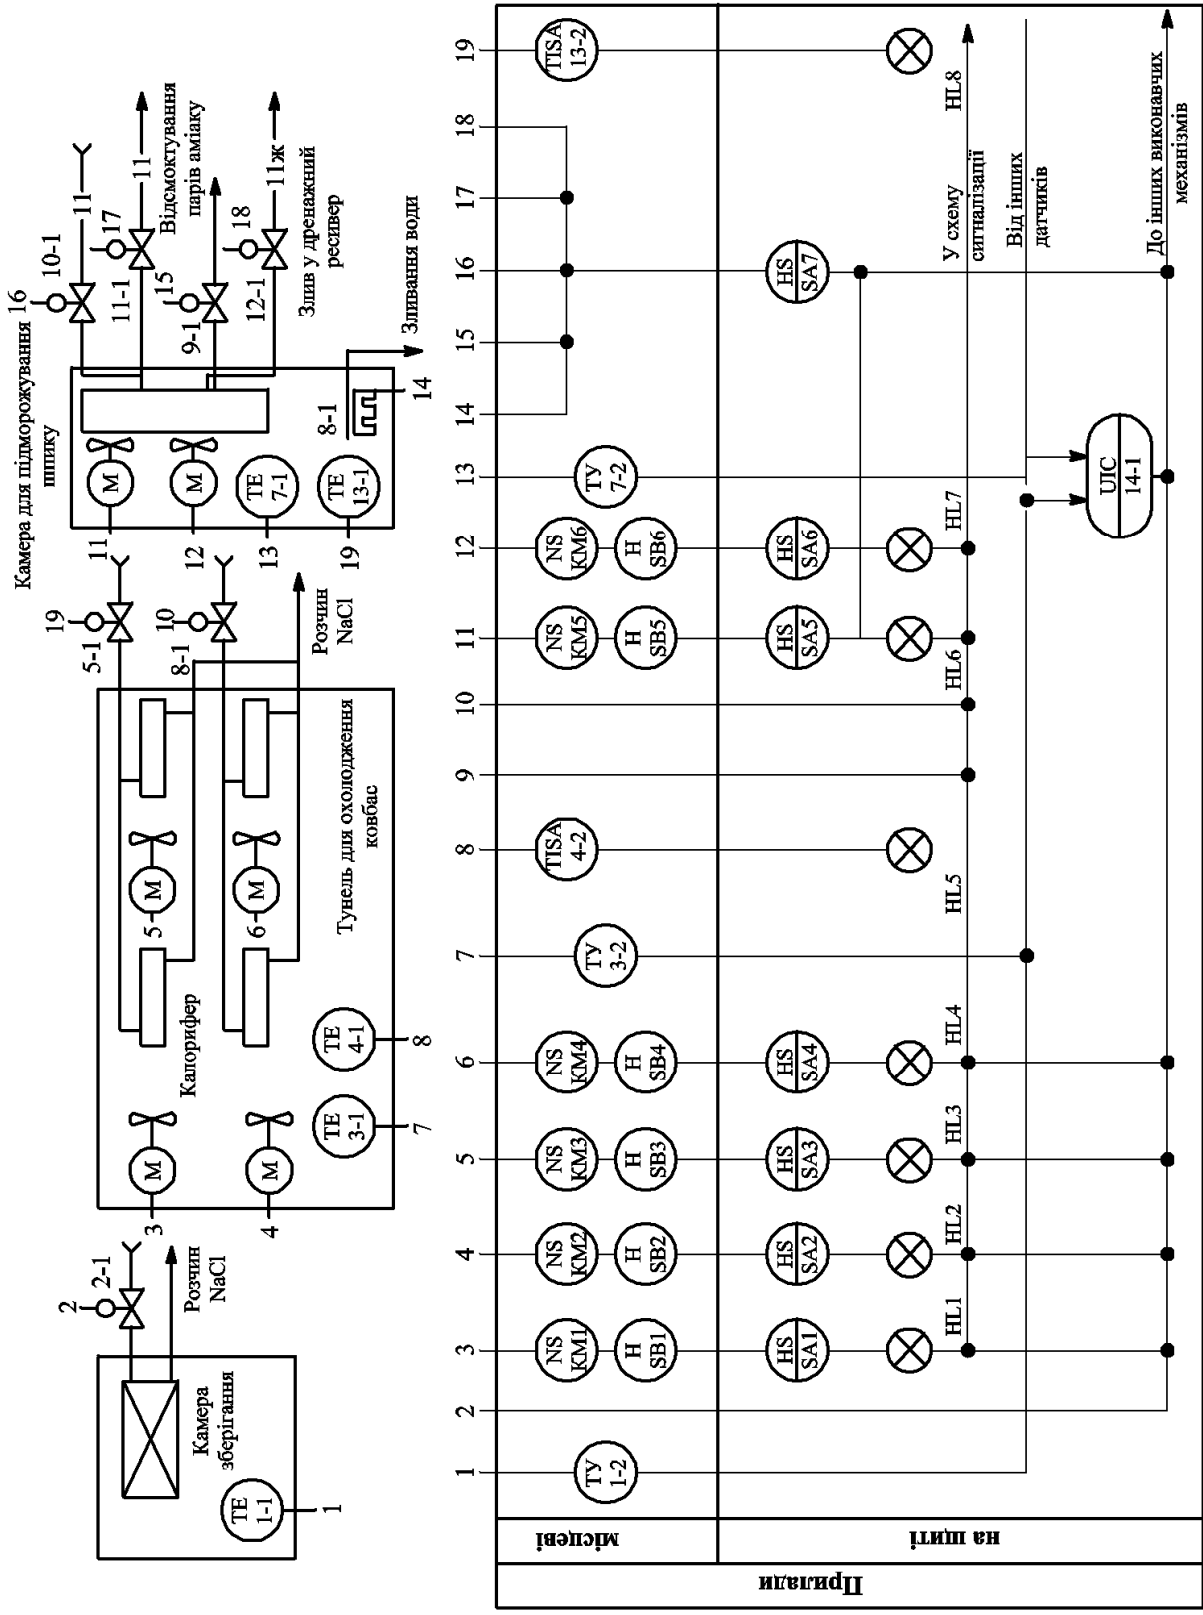 Камера
зберігання
TE
1-1
1
2
2-1
Розчин
NaCl
3
M
4
M
Калорифер
5
M
6
M
TE
3-1
7
TE
4-1
8
Тунель для охолодження
ковбас
19
5-1
10
8-1
Розчин
NaCl
Камера для підморожування
шпику
11
M
12
M
13
TE
7-1
19
TE
13-1
8-1
14
Зливання води
16
10-1
11
11-1
17
11
Відсмоктування
парів аміаку
15
9-1
12-1
18
11ж
Злив у дренажний
ресивер
Прилади
місцеві
на щиті
1
2
3
4
5
6
7
8
9
10
11
12
13
14
15
16
17
18
19
ТУ
1-2
NS
KM1
NS
KM2
NS
KM3
NS
KM4
ТУ
3-2
TISA
4-2
NS
KM5
NS
KM6
ТУ
7-2
TISA
13-2
H
SB1
H
SB2
H
SB3
H
SB4
H
SB5
H
SB6
HS
SA1
HS
SA2
HS
SA3
HS
SA4
HS
SA5
HS
SA6
HS
SA7
HL1
HL2
HL3
HL4
HL5
HL6
HL7
HL8
У схему
сигналізації
Від інших
датчиків
UIC
14-1
До інших виконавчих
механізмів